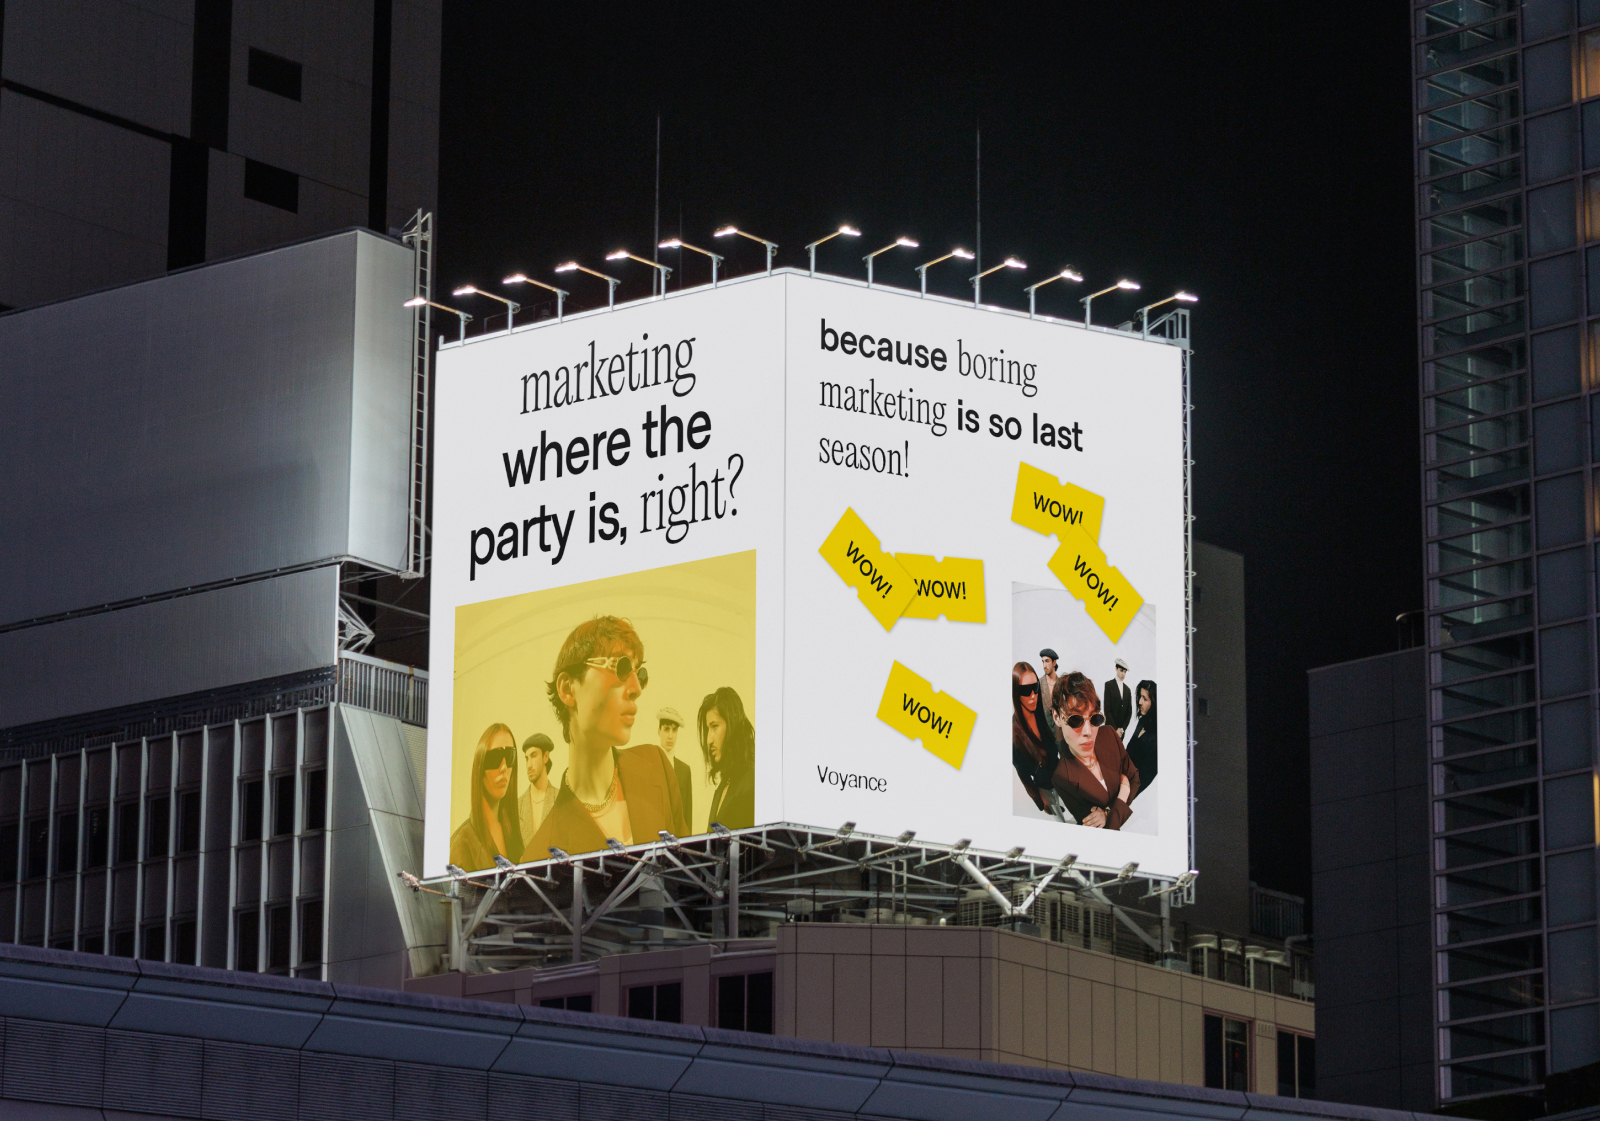 marketing
where the
party is, right?
because boring
marketing is so last
season!
WOW!
WOW!
WOW!
WOW!
WOW!
Voyance